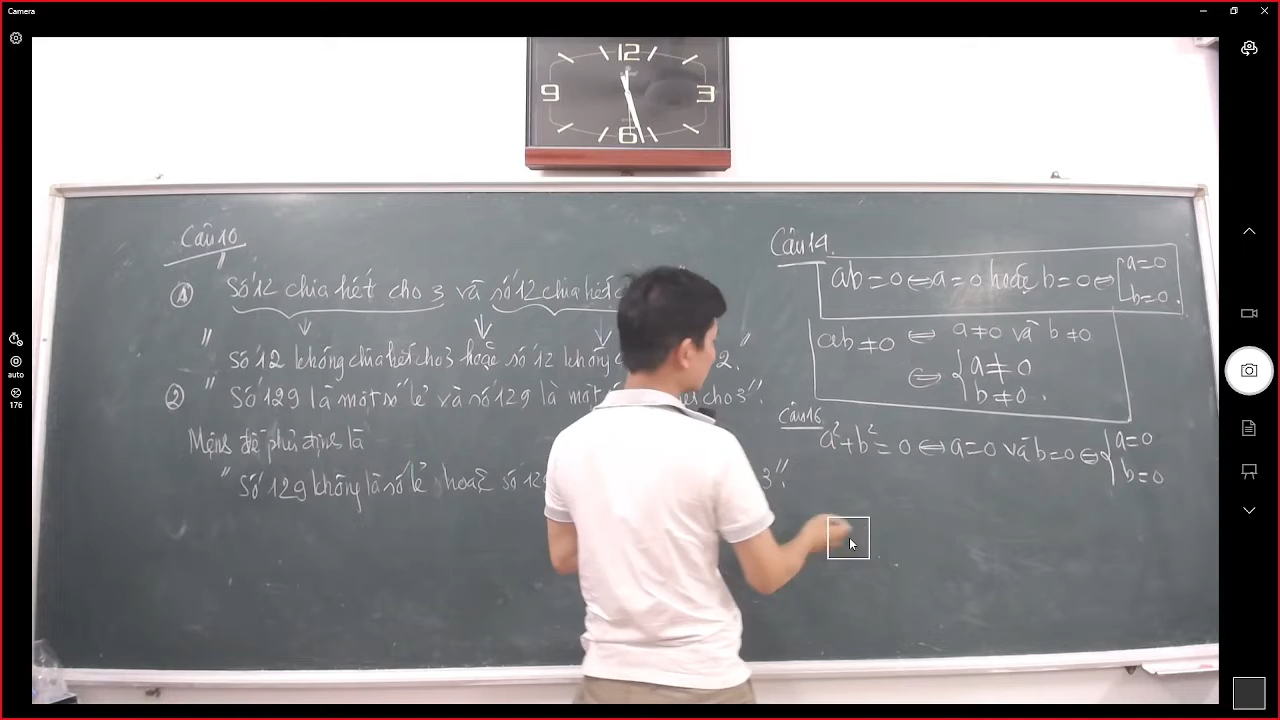 Camera
12
9
3
6
Câu 10
① Số 12 chia hết cho 3 và số 12 chia hết
" Số 12 không chia hết cho 3 hoặc số 12 không 2."
② " Số 129 là một số lẻ và số 129 là một cho 3".
Mệnh đề phủ định là
" Số 129 không là số lẻ hoặc số 129 3".
Câu 14.
ab = 0 ⇔ a = 0 hoặc b = 0 ⇔ [a = 0
b = 0.
ab ≠ 0 ⇔ a ≠ 0 và b ≠ 0
⇔ {a ≠ 0
b ≠ 0.
Câu 16
a² + b² = 0 ⇔ a = 0 và b = 0 ⇔ {a = 0
b = 0
auto
176